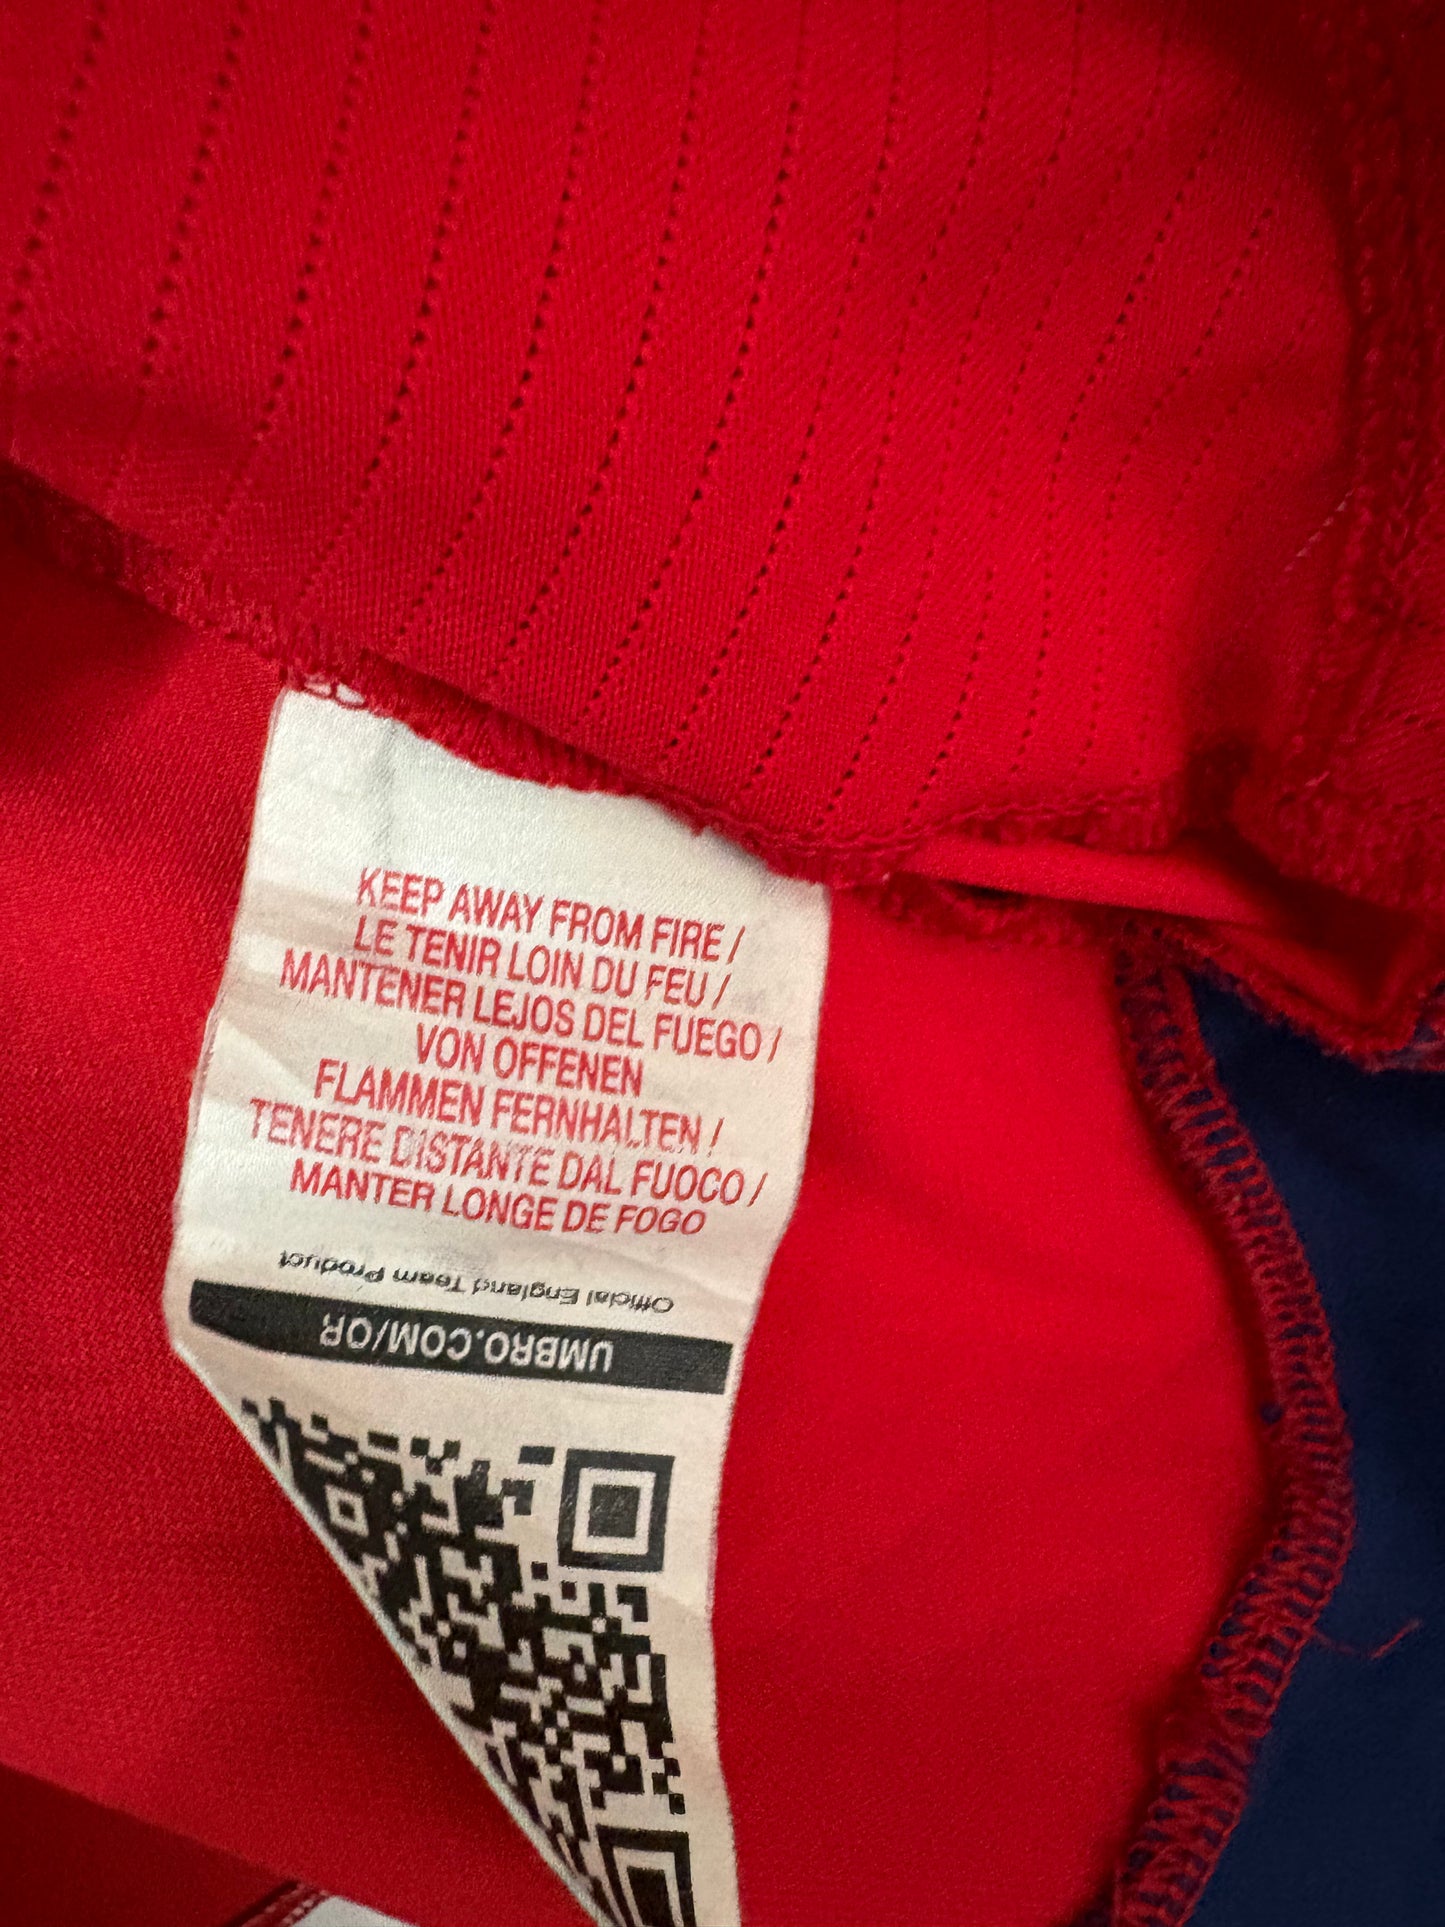 KEEP AWAY FROM FIRE /
LE TENIR LOIN DU FEU /
MANTENER LEJOS DEL FUEGO /
VON OFFENEN
FLAMMEN FERNHALTEN /
TENERE DISTANTE DAL FUOCO /
MANTER LONGE DE FOGO
Official England Team Product
UMBRO.COM/QR